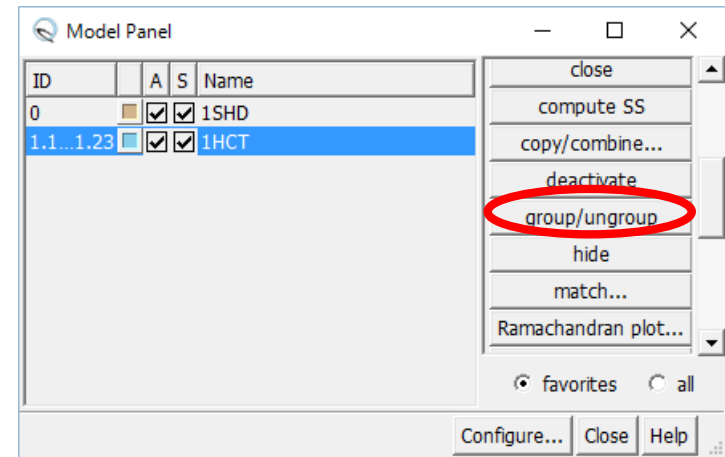 Model Panel
ID A S Name
0 1SHD
1.1...1.23 1HCT
close
compute SS
copy/combine...
deactivate
group/ungroup
hide
match...
Ramachandran plot...
favorites all
Configure... Close Help